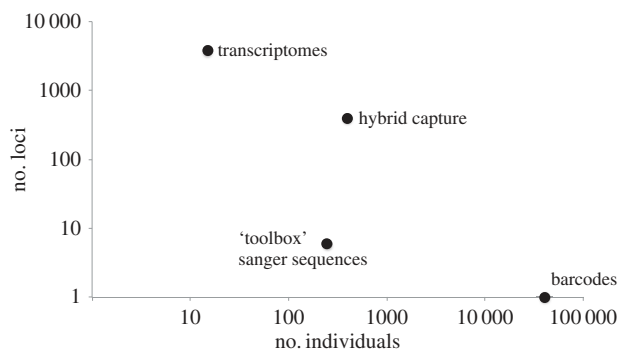 10 000
transcriptomes
1000
hybrid capture
no. loci
100
‘toolbox’
sanger sequences
10
barcodes
1
10
100
1000
10 000
100 000
no. individuals